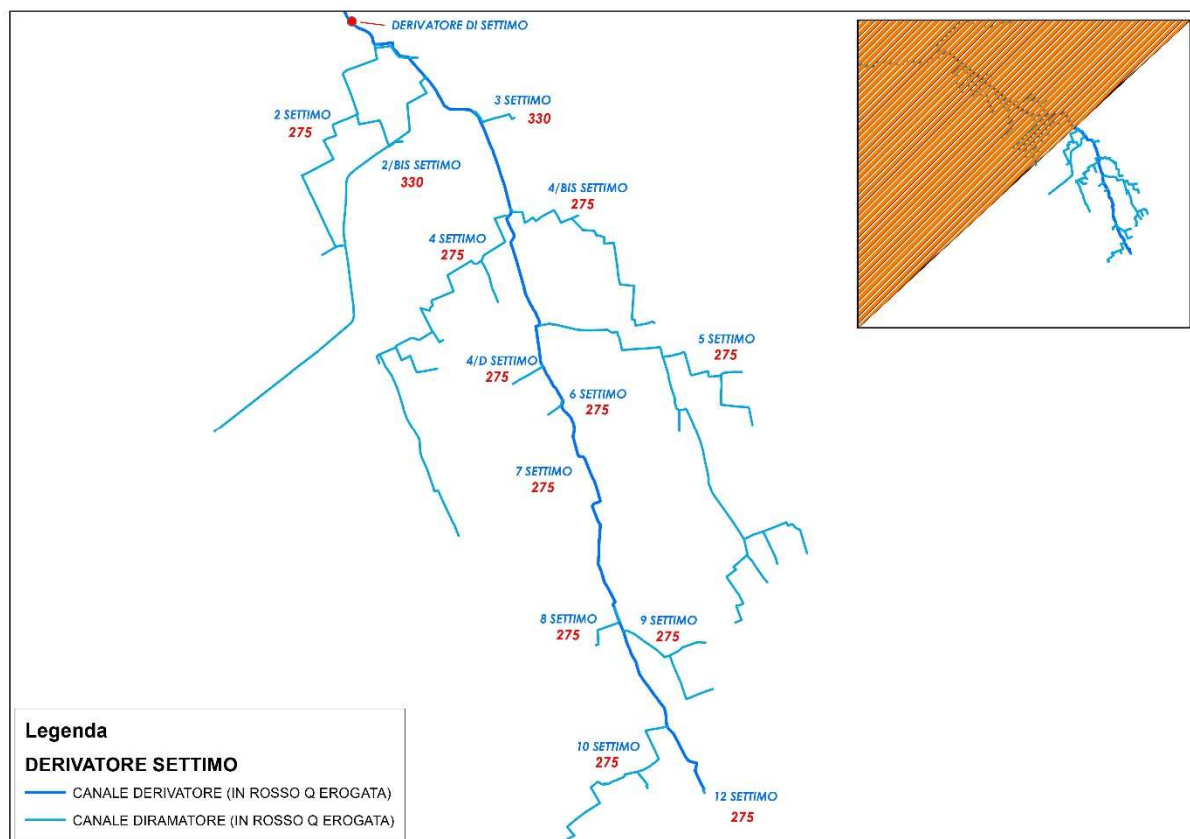 DERIVATORE DI SETTIMO
2 SETTIMO
275
3 SETTIMO
330
2/BIS SETTIMO
330
4/BIS SETTIMO
275
4 SETTIMO
275
5 SETTIMO
275
4/D SETTIMO
275
6 SETTIMO
275
7 SETTIMO
275
8 SETTIMO
275
9 SETTIMO
275
10 SETTIMO
275
12 SETTIMO
275
Legenda
DERIVATORE SETTIMO
CANALE DERIVATORE (IN ROSSO Q EROGATA)
CANALE DIRAMATORE (IN ROSSO Q EROGATA)